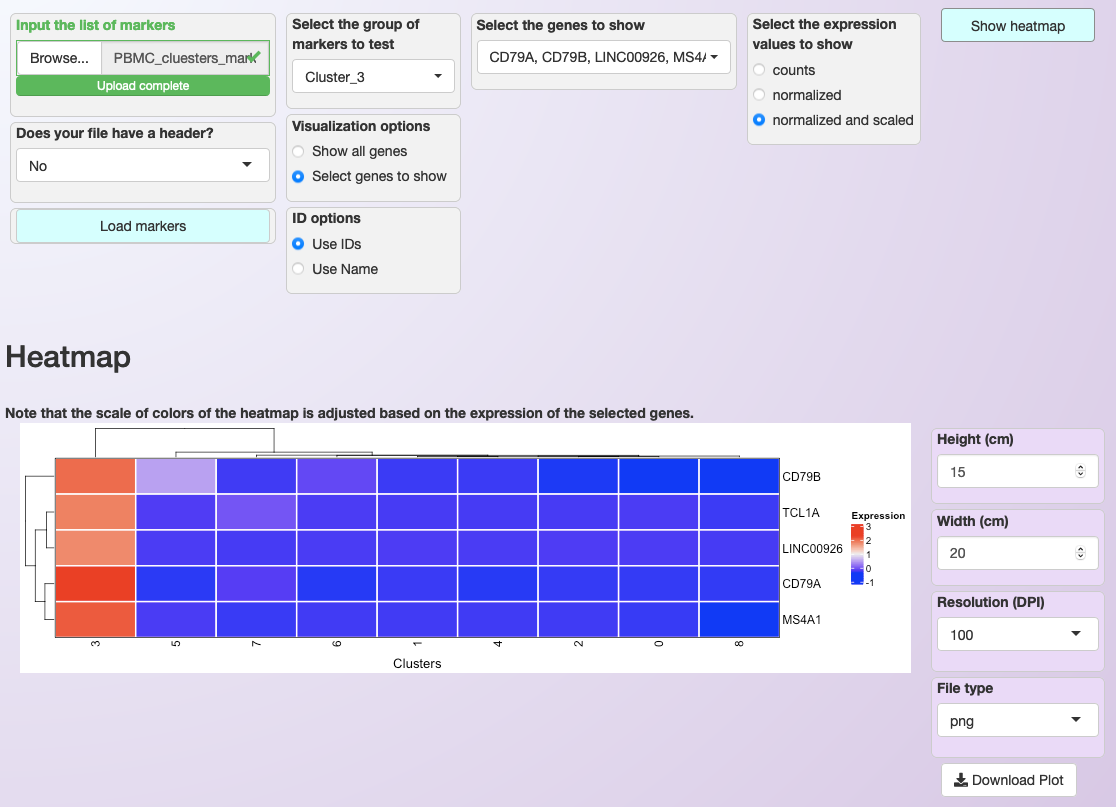 Input the list of markers
Browse...
PBMC_cluesters_mark
Upload complete
Does your file have a header?
No
Load markers
Select the group of
markers to test
Cluster_3
Visualization options
Show all genes
Select genes to show
ID options
Use IDs
Use Name
Select the genes to show
CD79A, CD79B, LINC00926, MS4A
Select the expression
values to show
counts
normalized
normalized and scaled
Show heatmap
Heatmap
Note that the scale of colors of the heatmap is adjusted based on the expression of the selected genes.
CD79B
TCL1A
LINC00926
CD79A
MS4A1
3 5 7 6 1 4 2 0 8
Clusters
Expression
3
2
1
0
-1
Height (cm)
15
Width (cm)
20
Resolution (DPI)
100
File type
png
Download Plot